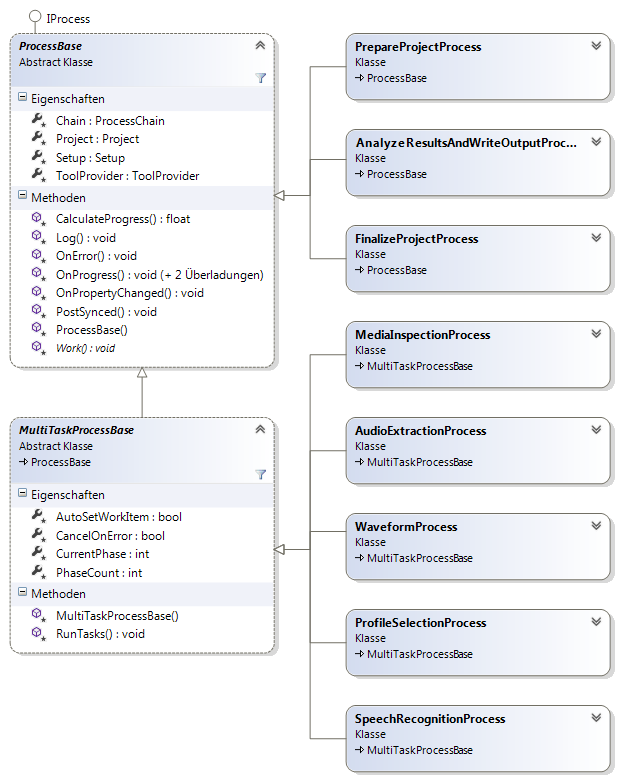 IProcess
ProcessBase
Abstract Klasse
Eigenschaften
Chain : ProcessChain
Project : Project
Setup : Setup
ToolProvider : ToolProvider
Methoden
CalculateProgress() : float
Log() : void
OnError() : void
OnProgress() : void (+ 2 Überladungen)
OnPropertyChanged() : void
PostSynced() : void
ProcessBase()
Work() : void
MultiTaskProcessBase
Abstract Klasse
ProcessBase
Eigenschaften
AutoSetWorkItem : bool
CancelOnError : bool
CurrentPhase : int
PhaseCount : int
Methoden
MultiTaskProcessBase()
RunTasks() : void
PrepareProjectProcess
Klasse
ProcessBase
AnalyzeResultsAndWriteOutputProc...
Klasse
ProcessBase
FinalizeProjectProcess
Klasse
ProcessBase
MediaInspectionProcess
Klasse
MultiTaskProcessBase
AudioExtractionProcess
Klasse
MultiTaskProcessBase
WaveformProcess
Klasse
MultiTaskProcessBase
ProfileSelectionProcess
Klasse
MultiTaskProcessBase
SpeechRecognitionProcess
Klasse
MultiTaskProcessBase